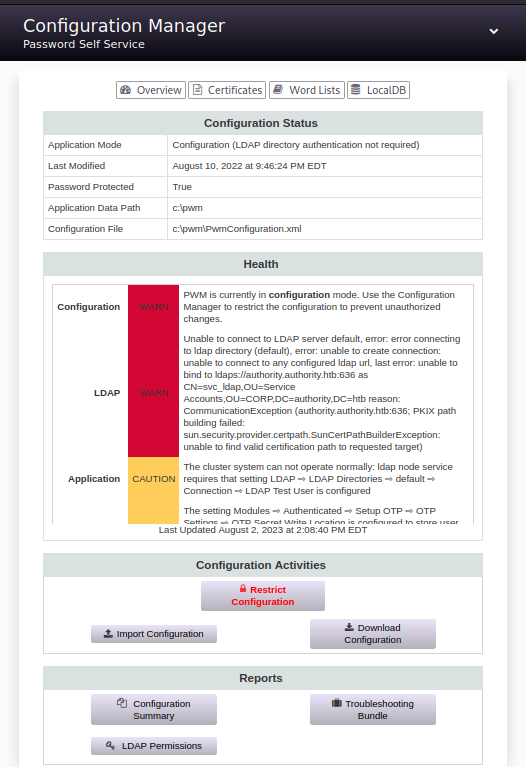 Configuration Manager
Password Self Service
Overview Certificates Word Lists LocalDB
Configuration Status
Application Mode Configuration (LDAP directory authentication not required)
Last Modified August 10, 2022 at 9:46:24 PM EDT
Password Protected True
Application Data Path c:\pwm
Configuration File c:\pwm\PwmConfiguration.xml
Health
PWM is currently in configuration mode. Use the Configuration
Configuration WARN Manager to restrict the configuration to prevent unauthorized
changes.
Unable to connect to LDAP server default, error: error connecting
to ldap directory (default), error: unable to create connection:
unable to connect to any configured ldap url, last error: unable to
bind to ldaps://authority.authority.htb:636 as
CN=svc_ldap,OU=Service
LDAP WARN Accounts,OU=CORP,DC=authority,DC=htb reason:
CommunicationException (authority.authority.htb:636; PKIX path
building failed:
sun.security.provider.certpath.SunCertPathBuilderException:
unable to find valid certification path to requested target)
The cluster system can not operate normally: ldap node service
Application CAUTION requires that setting LDAP ⇨ LDAP Directories ⇨ default ⇨
Connection ⇨ LDAP Test User is configured
The setting Modules ⇨ Authenticated ⇨ Setup OTP ⇨ OTP
Settings ⇨ OTP Secret Write Location is configured to store user
Last Updated August 2, 2023 at 2:08:40 PM EDT
Configuration Activities
Restrict
Configuration
Import Configuration
Download
Configuration
Reports
Configuration
Summary
Troubleshooting
Bundle
LDAP Permissions